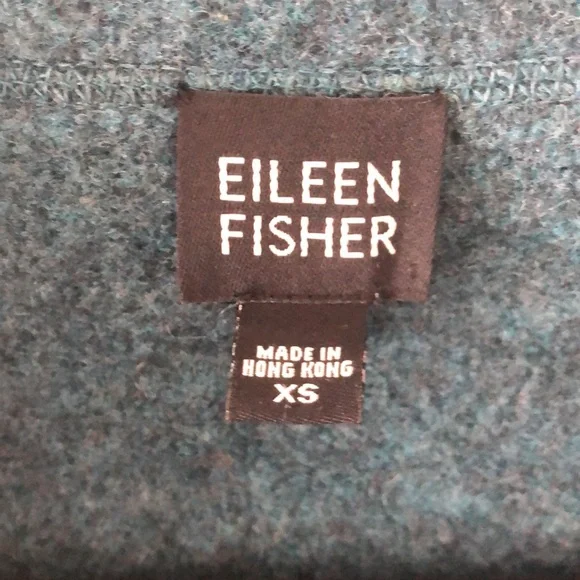 EILEEN
FISHER
MADE IN
HONG KONG
XS